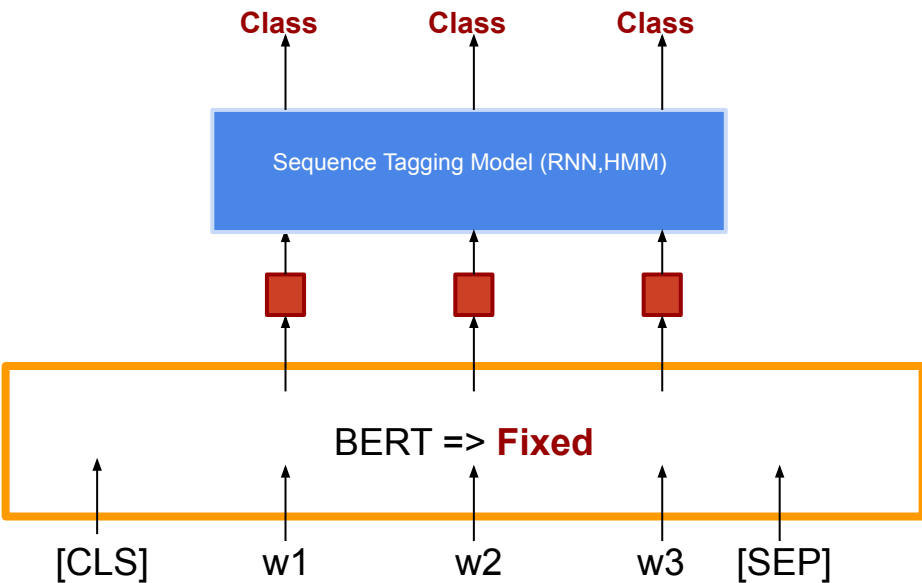 Class Class Class
Sequence Tagging Model (RNN,HMM)
BERT => Fixed
[CLS] w1 w2 w3 [SEP]